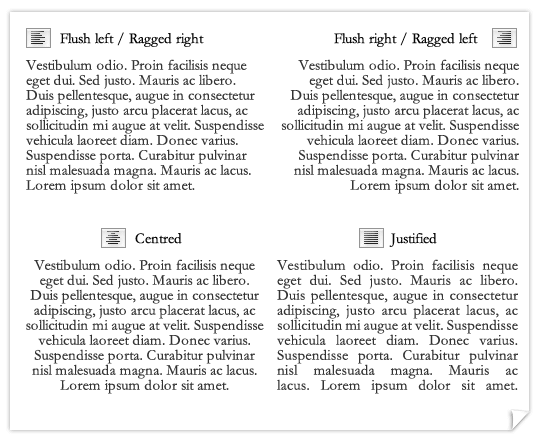 Flush left / Ragged right
Vestibulum odio. Proin facilisis neque
eget dui. Sed justo. Mauris ac libero.
Duis pellentesque, augue in consectetur
adipiscing, justo arcu placerat lacus, ac
sollicitudin mi augue at velit. Suspendisse
vehicula laoreet diam. Donec varius.
Suspendisse porta. Curabitur pulvinar
nisl malesuada magna. Mauris ac lacus.
Lorem ipsum dolor sit amet.
Flush right / Ragged left
Vestibulum odio. Proin facilisis neque
eget dui. Sed justo. Mauris ac libero.
Duis pellentesque, augue in consectetur
adipiscing, justo arcu placerat lacus, ac
sollicitudin mi augue at velit. Suspendisse
vehicula laoreet diam. Donec varius.
Suspendisse porta. Curabitur pulvinar
nisl malesuada magna. Mauris ac lacus.
Lorem ipsum dolor sit amet.
Centred
Vestibulum odio. Proin facilisis neque
eget dui. Sed justo. Mauris ac libero.
Duis pellentesque, augue in consectetur
adipiscing, justo arcu placerat lacus, ac
sollicitudin mi augue at velit. Suspendisse
vehicula laoreet diam. Donec varius.
Suspendisse porta. Curabitur pulvinar
nisl malesuada magna. Mauris ac lacus.
Lorem ipsum dolor sit amet.
Justified
Vestibulum odio. Proin facilisis neque
eget dui. Sed justo. Mauris ac libero.
Duis pellentesque, augue in consectetur
adipiscing, justo arcu placerat lacus, ac
sollicitudin mi augue at velit. Suspendisse
vehicula laoreet diam. Donec varius.
Suspendisse porta. Curabitur pulvinar
nisl malesuada magna. Mauris ac
lacus. Lorem ipsum dolor sit amet.